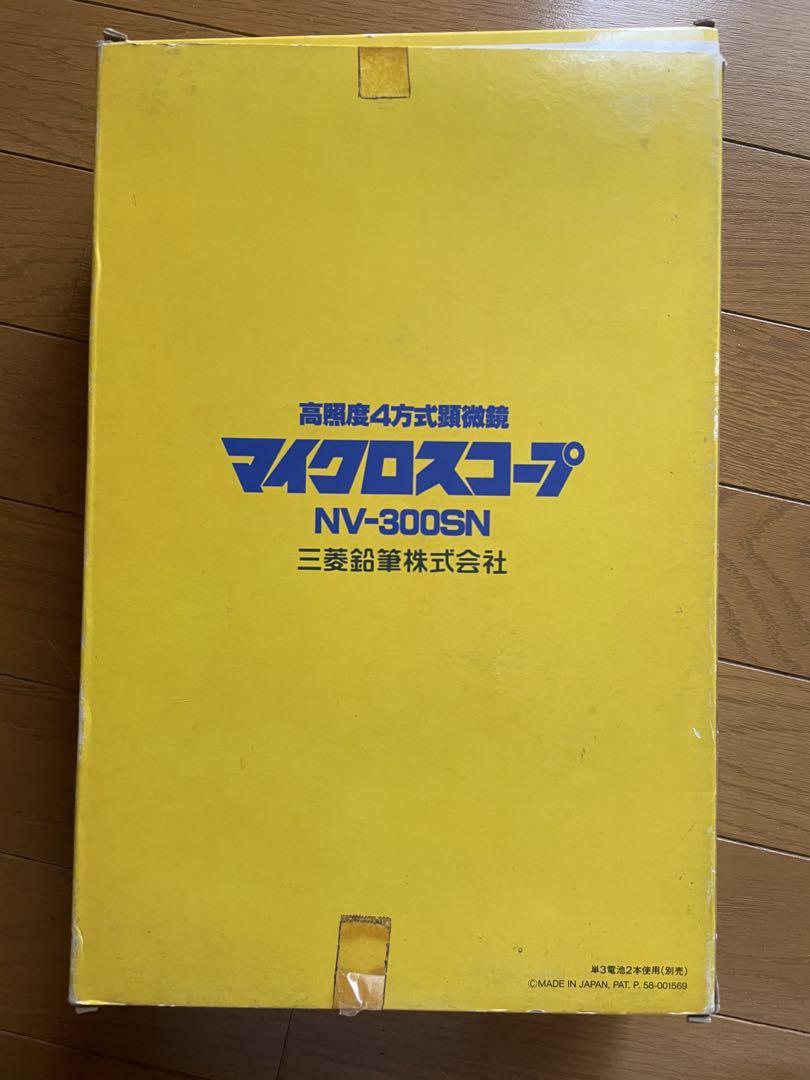 高照度4方式顕微鏡
マイクロスコープ
NV-300SN
三菱鉛筆株式会社
単3電池2本使用(別売)
©MADE IN JAPAN, PAT. P. 58-001569